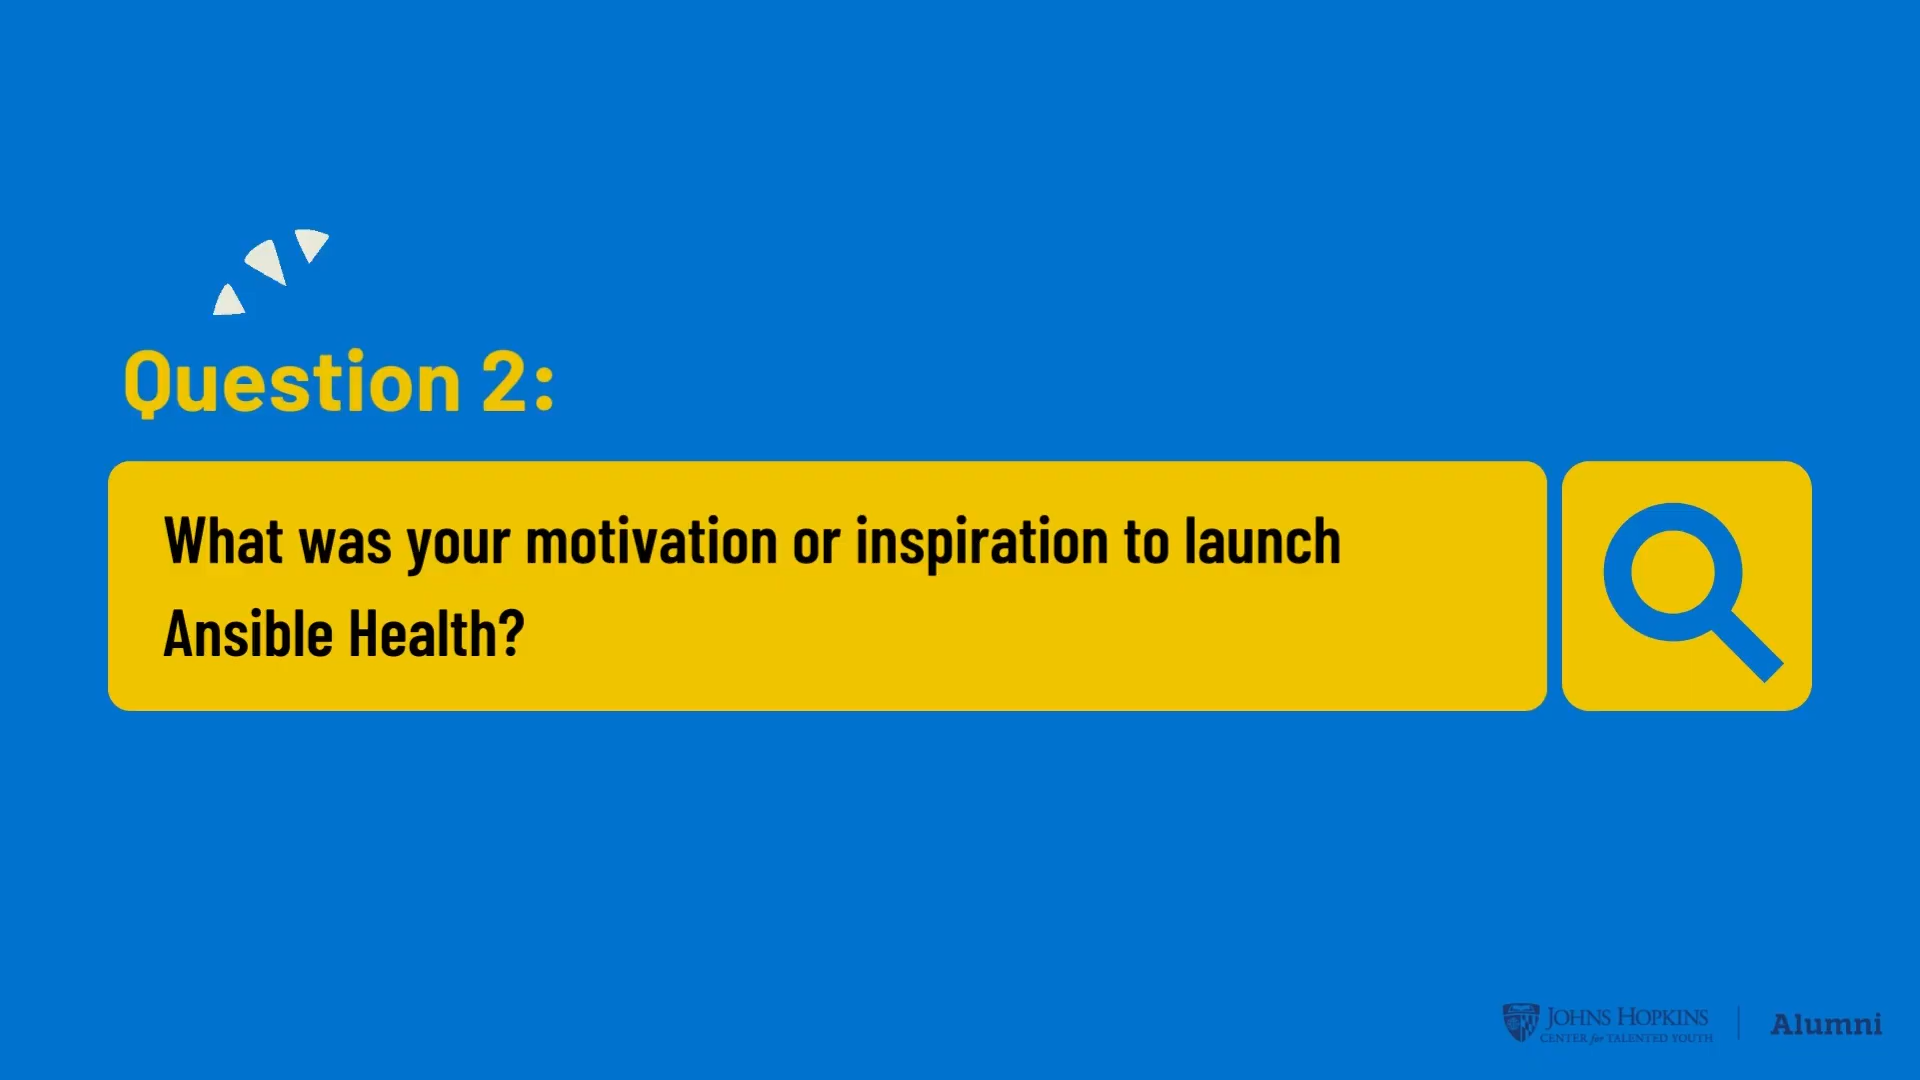 Question 2:
What was your motivation or inspiration to launch
Ansible Health?
JOHNS HOPKINS
CENTER for TALENTED YOUTH
Alumni